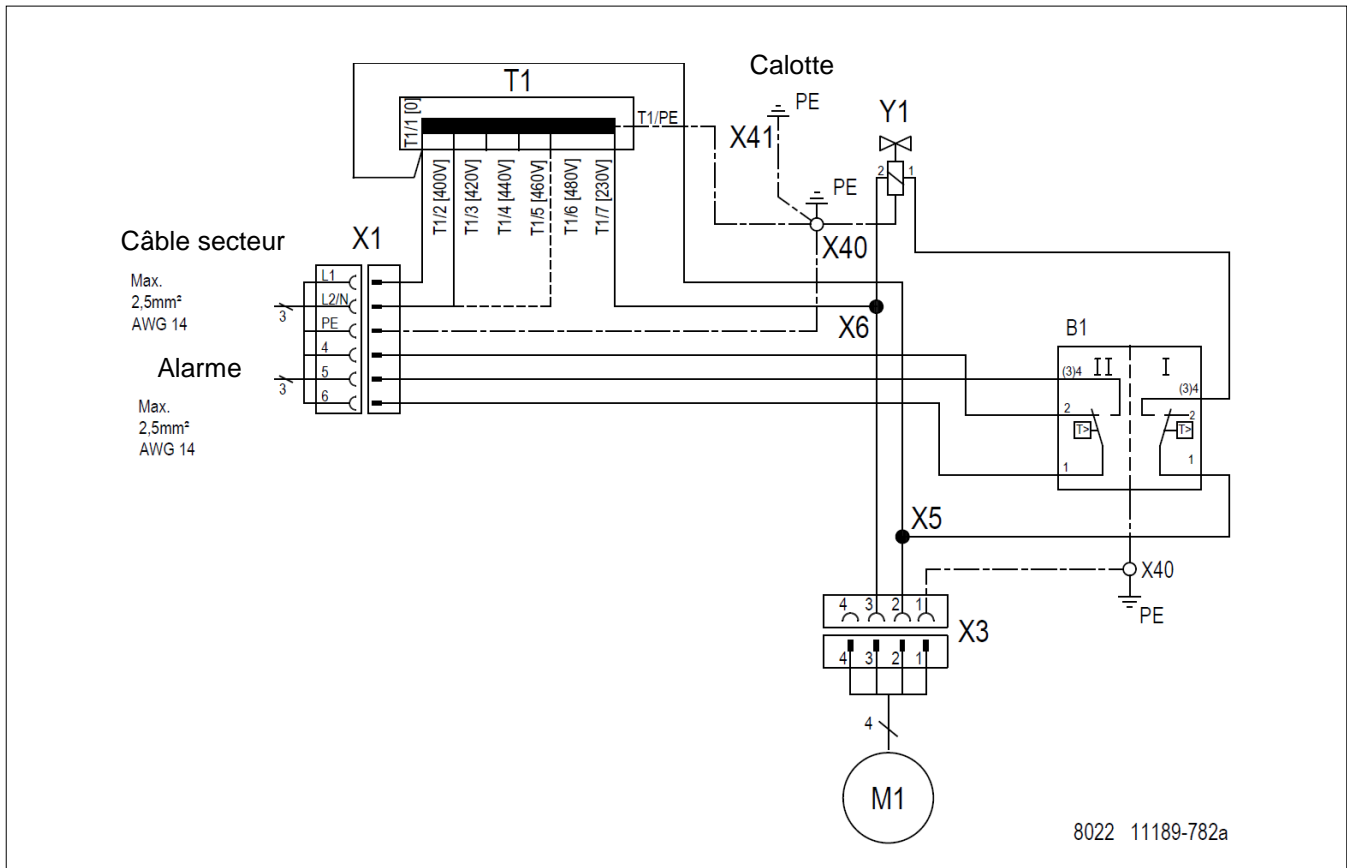 Calotte
T1
T1/1 [0]
T1/PE
PE
Y1
X41
2
1
PE
X40
T1/2 [400V]
T1/3 [420V]
T1/4 [440V]
T1/5 [460V]
T1/6 [480V]
T1/7 [230V]
Câble secteur
Max.
2,5mm²
AWG 14
3
X1
L1
L2/N
PE
4
5
6
Alarme
3
Max.
2,5mm²
AWG 14
X6
B1
(3)4
II
I
(3)4
2
T>
T>
2
1
1
X5
X40
PE
4
3
2
1
X3
4
3
2
1
4
M1
8022 11189-782a